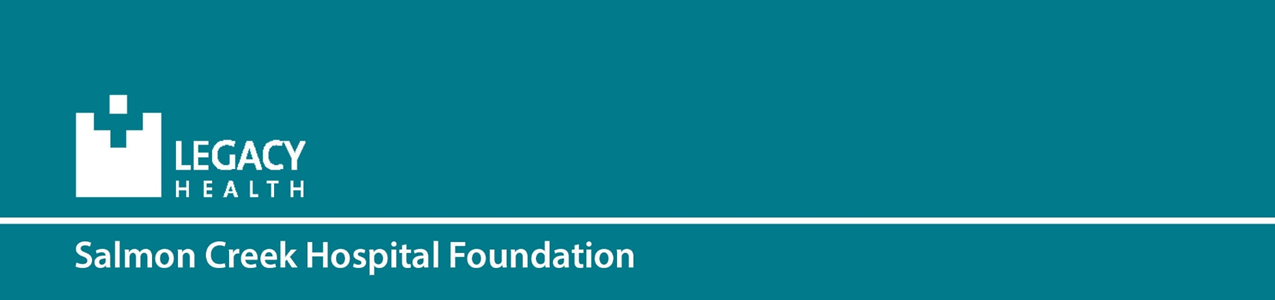 LEGACY
HEALTH
Salmon Creek Hospital Foundation